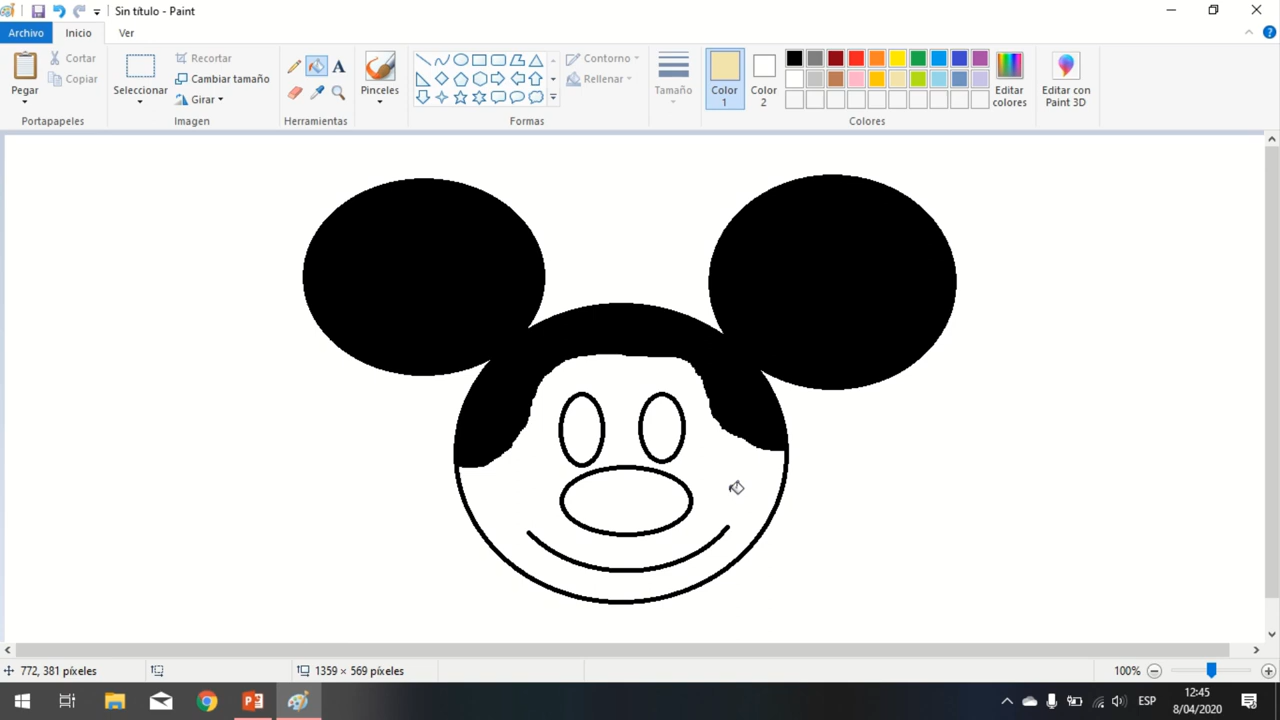 Sin título - Paint
Archivo Inicio Ver
Pegar Cortar Copiar
Seleccionar Recortar Cambiar tamaño Girar
A
Pinceles
Contorno Rellenar
Tamaño
Color 1
Color 2
Editar colores
Editar con Paint 3D
Portapapeles Imagen Herramientas Formas Colores
772, 381 píxeles 1359 × 569 píxeles 100%
ESP 12:45
8/04/2020